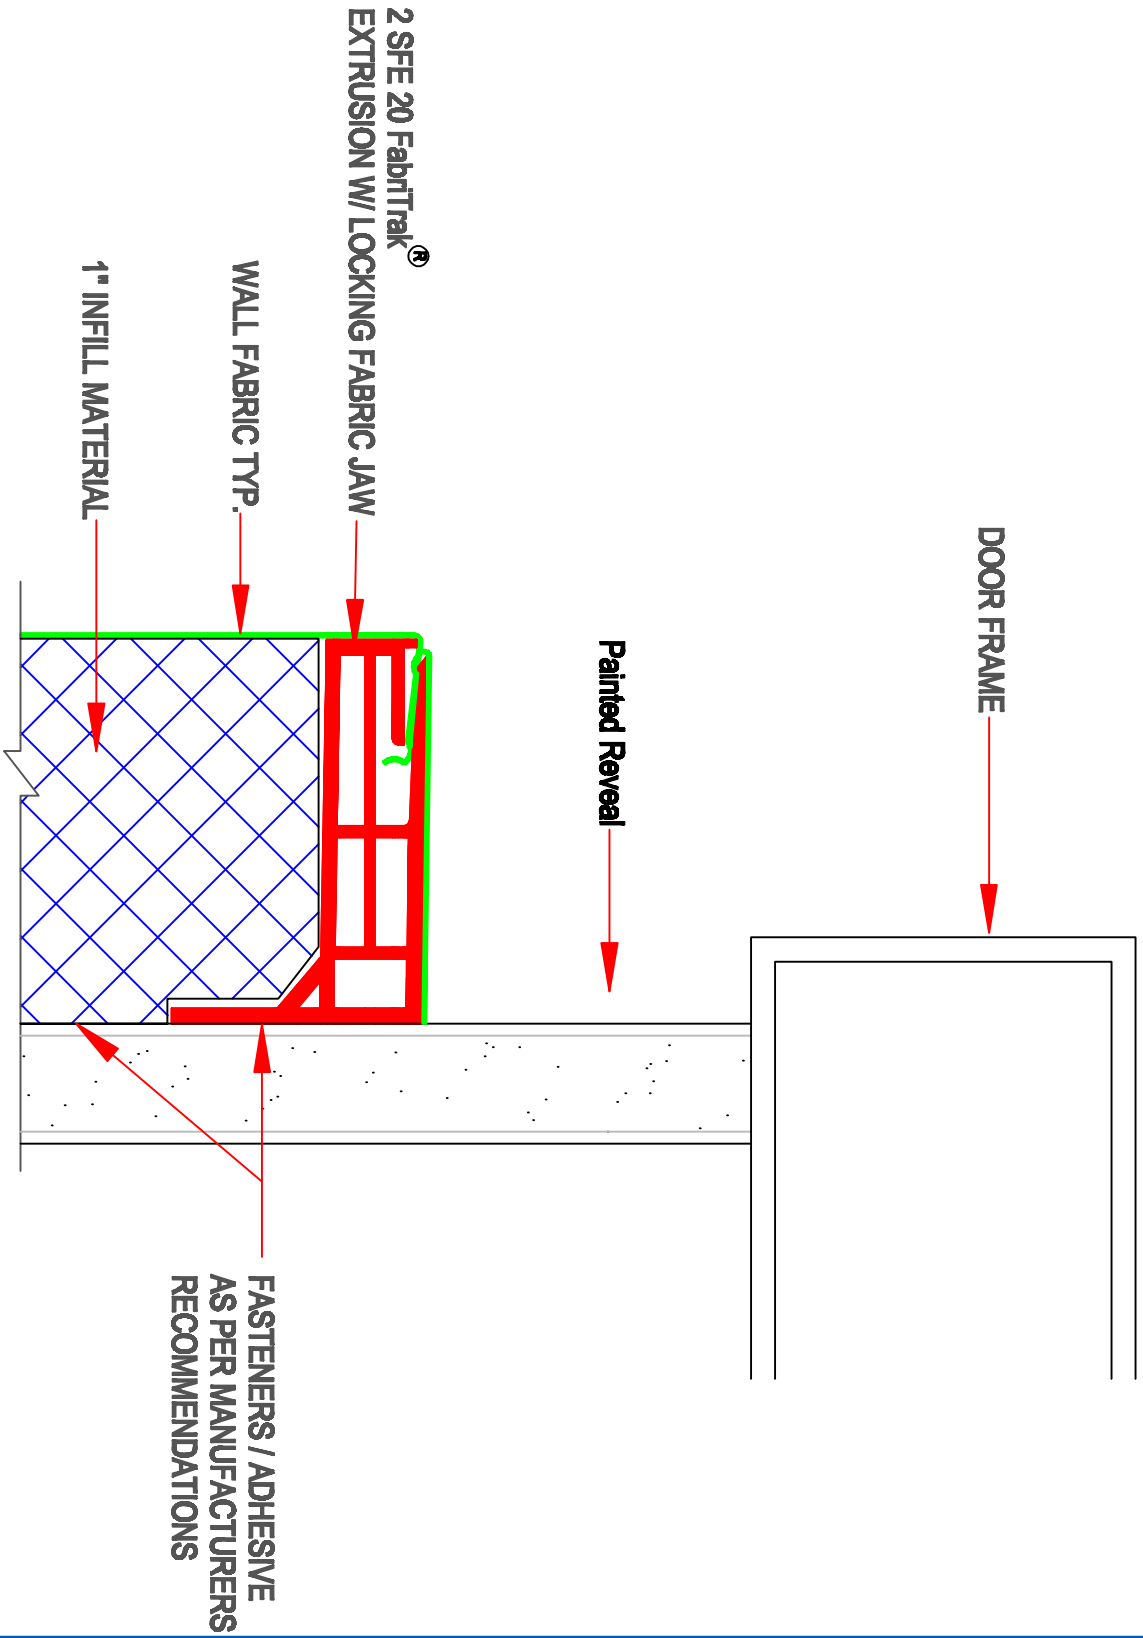 DOOR FRAME
Painted Reveal
2 SFE 20 FabriTrak®
EXTRUSION W/ LOCKING FABRIC JAW
WALL FABRIC TYP.
1" INFILL MATERIAL
FASTENERS / ADHESIVE
AS PER MANUFACTURERS
RECOMMENDATIONS